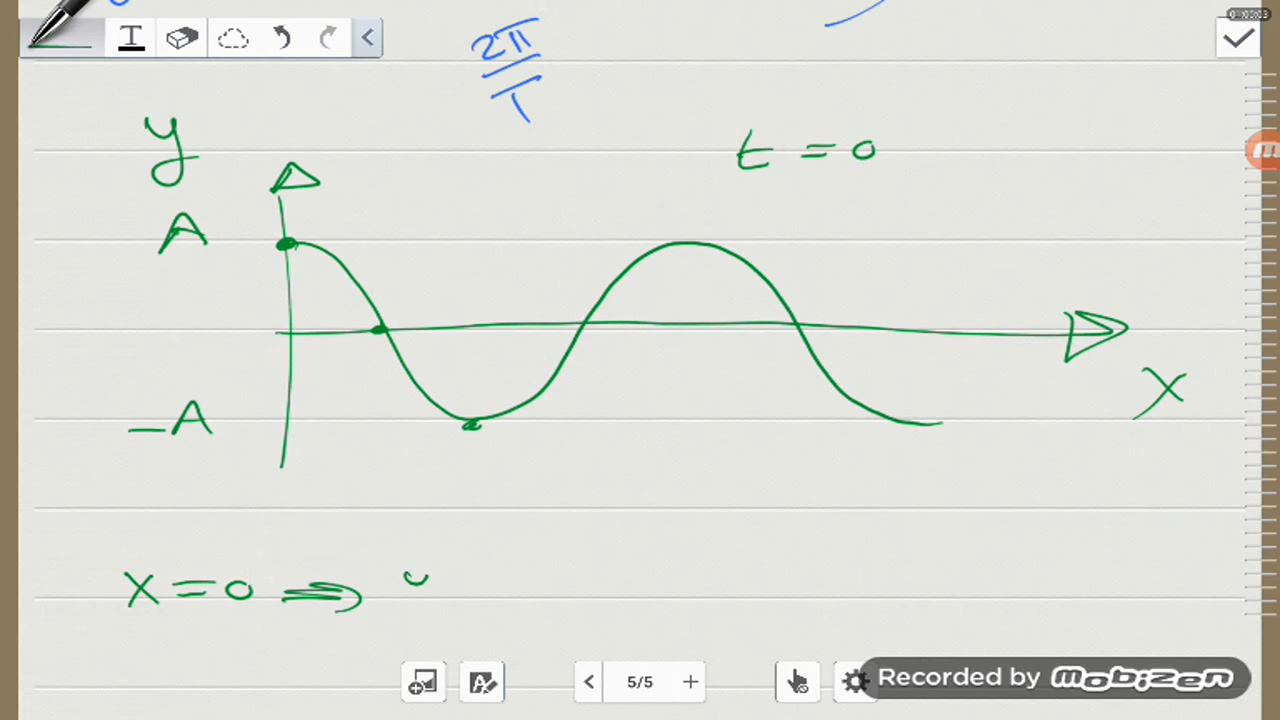 T
2π
T
y
t = 0
A
-A
X
X = 0 ⇒
5/5
Recorded by mobizen